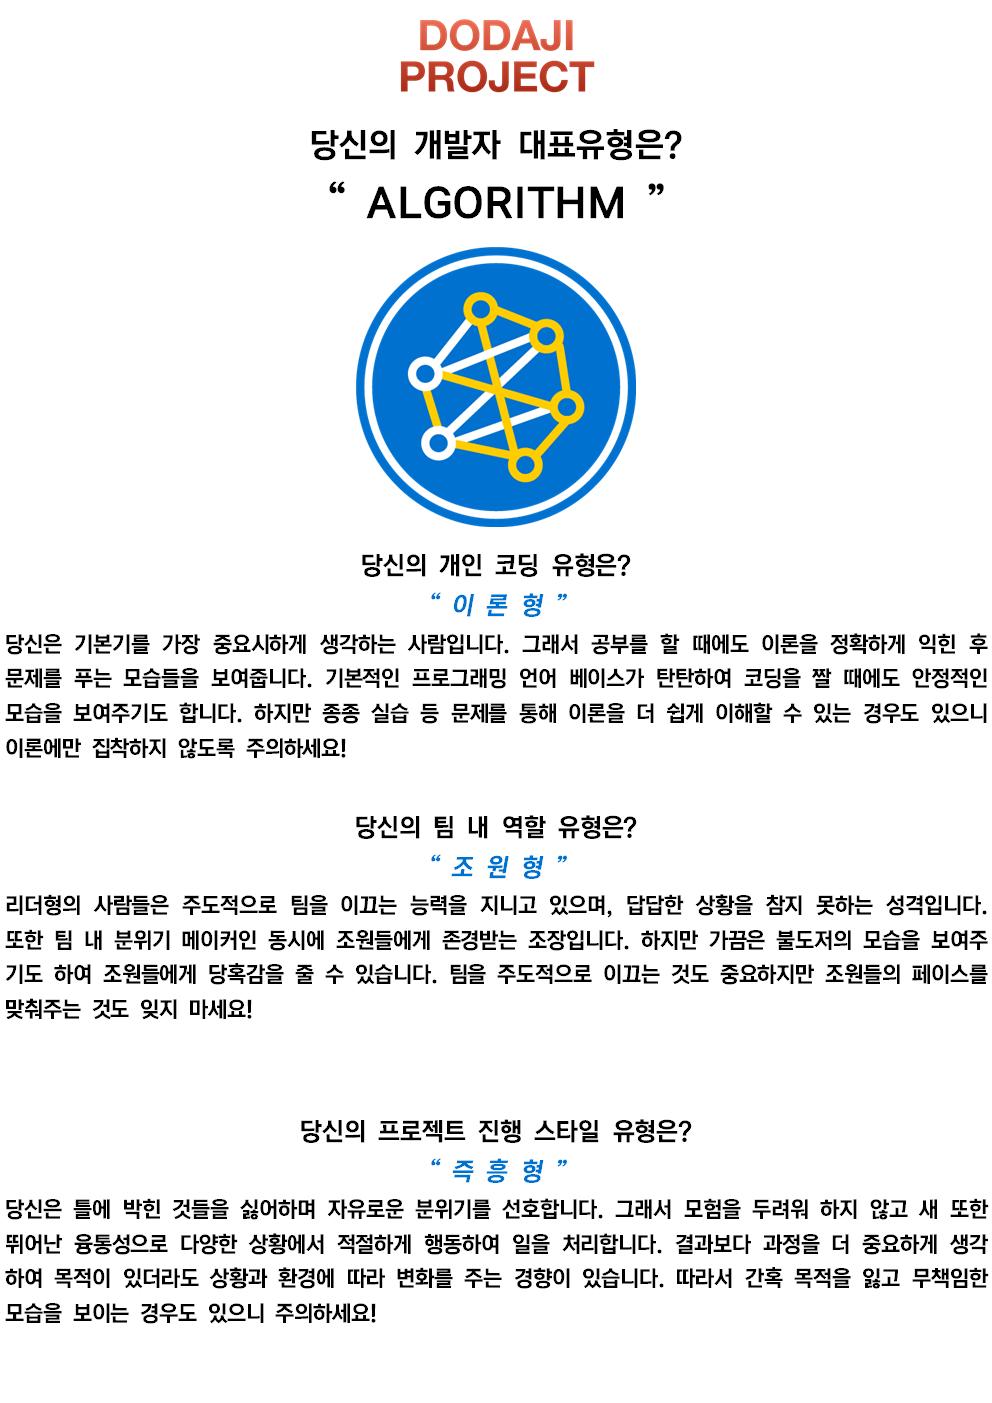 DODAJI
PROJECT
당신의 개발자 대표유형은?
“ ALGORITHM ”
당신의 개인 코딩 유형은?
“ 이 론 형 ”
당신은 기본기를 가장 중요시하게 생각하는 사람입니다. 그래서 공부를 할 때에도 이론을 정확하게 익힌 후
문제를 푸는 모습들을 보여줍니다. 기본적인 프로그래밍 언어 베이스가 탄탄하여 코딩을 짤 때에도 안정적인
모습을 보여주기도 합니다. 하지만 종종 실습 등 문제를 통해 이론을 더 쉽게 이해할 수 있는 경우도 있으니
이론에만 집착하지 않도록 주의하세요!
당신의 팀 내 역할 유형은?
“ 조 원 형 ”
리더형의 사람들은 주도적으로 팀을 이끄는 능력을 지니고 있으며, 답답한 상황을 참지 못하는 성격입니다.
또한 팀 내 분위기 메이커인 동시에 조원들에게 존경받는 조장입니다. 하지만 가끔은 불도저의 모습을 보여주
기도 하여 조원들에게 당혹감을 줄 수 있습니다. 팀을 주도적으로 이끄는 것도 중요하지만 조원들의 페이스를
맞춰주는 것도 잊지 마세요!
당신의 프로젝트 진행 스타일 유형은?
“ 즉 흥 형 ”
당신은 틀에 박힌 것들을 싫어하며 자유로운 분위기를 선호합니다. 그래서 모험을 두려워 하지 않고 새 또한
뛰어난 융통성으로 다양한 상황에서 적절하게 행동하여 일을 처리합니다. 결과보다 과정을 더 중요하게 생각
하여 목적이 있더라도 상황과 환경에 따라 변화를 주는 경향이 있습니다. 따라서 간혹 목적을 잃고 무책임한
모습을 보이는 경우도 있으니 주의하세요!